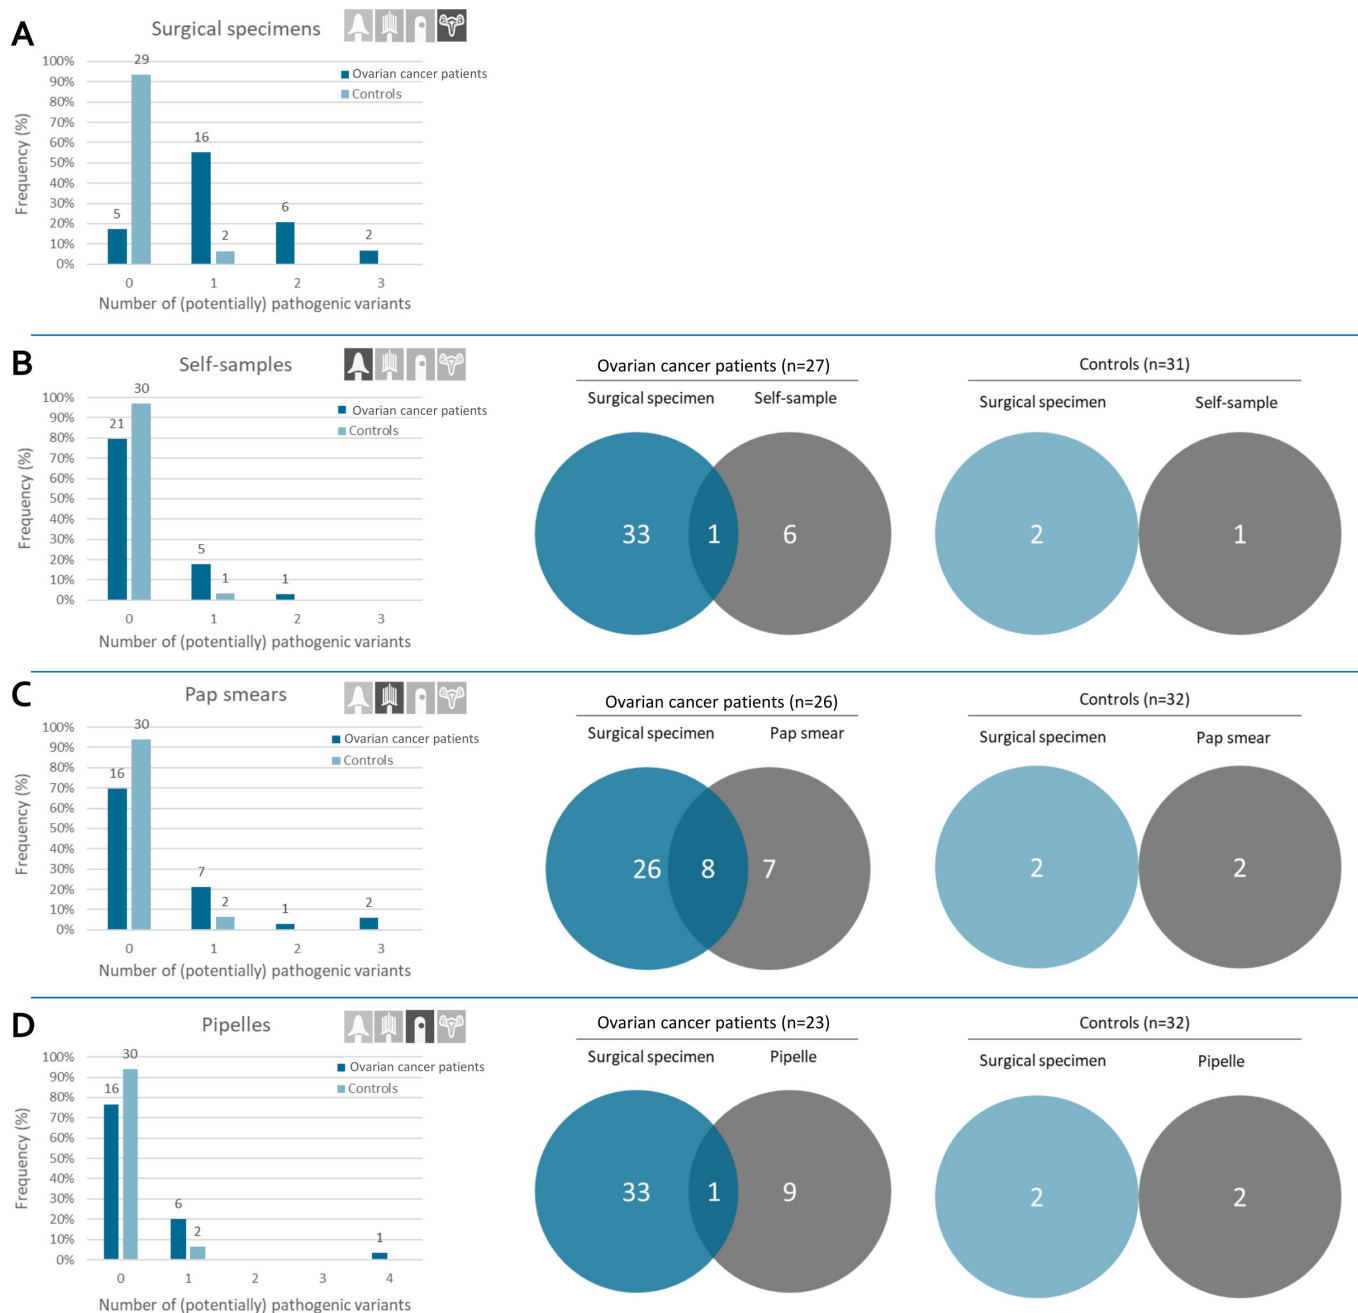 A
Surgical specimens
Ovarian cancer patients
Controls
Frequency (%)
100%
90%
80%
70%
60%
50%
40%
30%
20%
10%
0%
5
29
16
2
6
2
0 1 2 3
Number of (potentially) pathogenic variants
B
Self-samples
Ovarian cancer patients
Controls
Frequency (%)
100%
90%
80%
70%
60%
50%
40%
30%
20%
10%
0%
21
30
5
1
1
0 1 2 3
Number of (potentially) pathogenic variants
Ovarian cancer patients (n=27)
Surgical specimen Self-sample
33 1 6
Controls (n=31)
Surgical specimen Self-sample
2 1
C
Pap smears
Ovarian cancer patients
Controls
Frequency (%)
100%
90%
80%
70%
60%
50%
40%
30%
20%
10%
0%
16
30
7
2
1
2
0 1 2 3
Number of (potentially) pathogenic variants
Ovarian cancer patients (n=26)
Surgical specimen Pap smear
26 8 7
Controls (n=32)
Surgical specimen Pap smear
2 2
D
Pipelles
Ovarian cancer patients
Controls
Frequency (%)
100%
90%
80%
70%
60%
50%
40%
30%
20%
10%
0%
16
30
6
2
1
0 1 2 3 4
Number of (potentially) pathogenic variants
Ovarian cancer patients (n=23)
Surgical specimen Pipelle
33 1 9
Controls (n=32)
Surgical specimen Pipelle
2 2